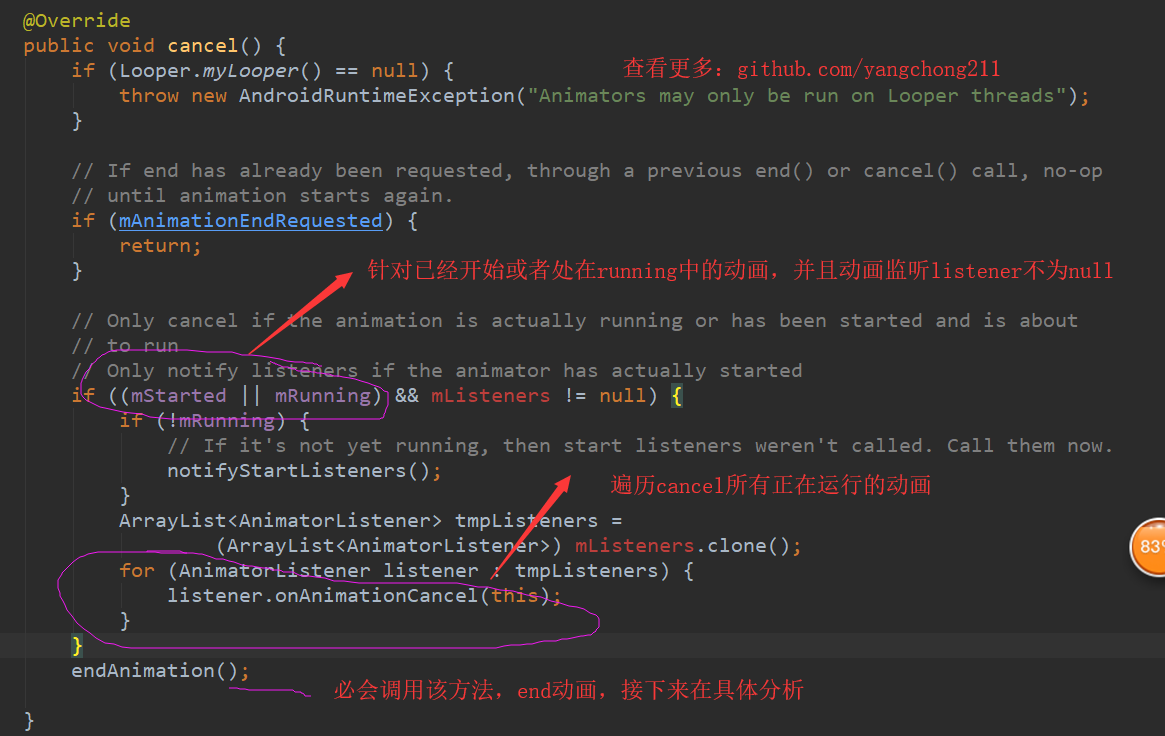 @Override
public void cancel() {
if (Looper.myLooper() == null) {
查看更多：github.com/yangchong211
throw new AndroidRuntimeException("Animators may only be run on Looper threads");
}
// If end has already been requested, through a previous end() or cancel() call, no-op
// until animation starts again.
if (mAnimationEndRequested) {
return;
}
针对已经开始或者处在running中的动画，并且动画监听listener不为null
// Only cancel if the animation is actually running or has been started and is about
// to run
// Only notify listeners if the animator has actually started
if ((mStarted || mRunning) && mListeners != null) {
if (!mRunning) {
// If it's not yet running, then start listeners weren't called. Call them now.
notifyStartListeners();
遍历cancel所有正在运行的动画
}
ArrayList<AnimatorListener> tmpListeners =
(ArrayList<AnimatorListener>) mListeners.clone();
for (AnimatorListener listener : tmpListeners) {
listener.onAnimationCancel(this);
}
}
endAnimation();
必会调用该方法，end动画，接下来在具体分析
}
83%